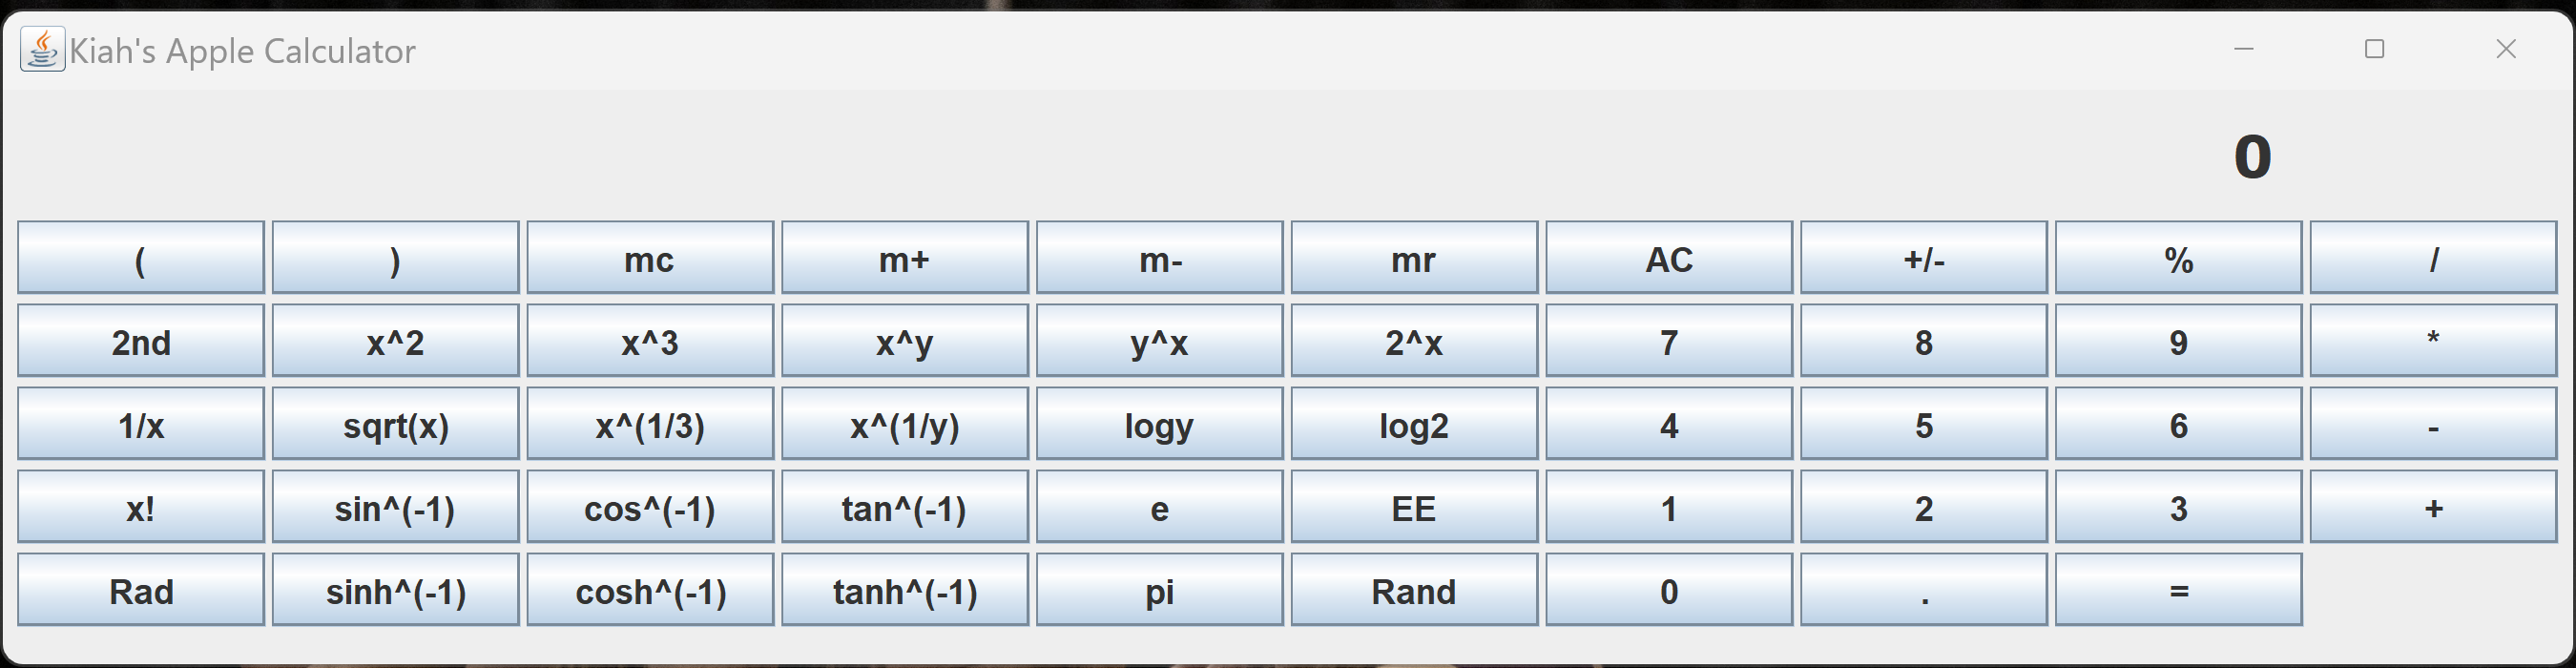 Kiah's Apple Calculator
0
( ) mc m+ m- mr AC +/- % /
2nd x^2 x^3 x^y y^x 2^x 7 8 9 *
1/x sqrt(x) x^(1/3) x^(1/y) logy log2 4 5 6 -
x! sin^(-1) cos^(-1) tan^(-1) e EE 1 2 3 +
Rad sinh^(-1) cosh^(-1) tanh^(-1) pi Rand 0 . =